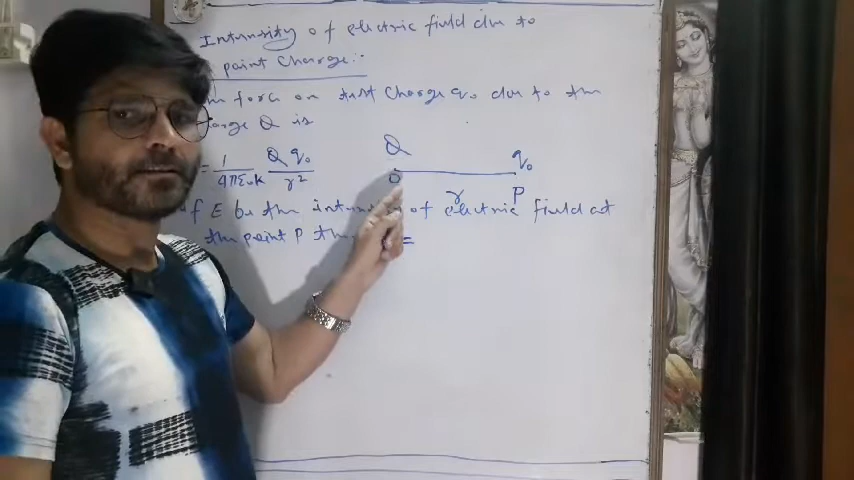 Intensity of electric field due to
point Charge:-
force on test Charge q₀ due to the
Q is
= 1/4πε₀K Qq₀/r²
Q q₀
O r P
If E be the intensity of electric field at
the point P then =